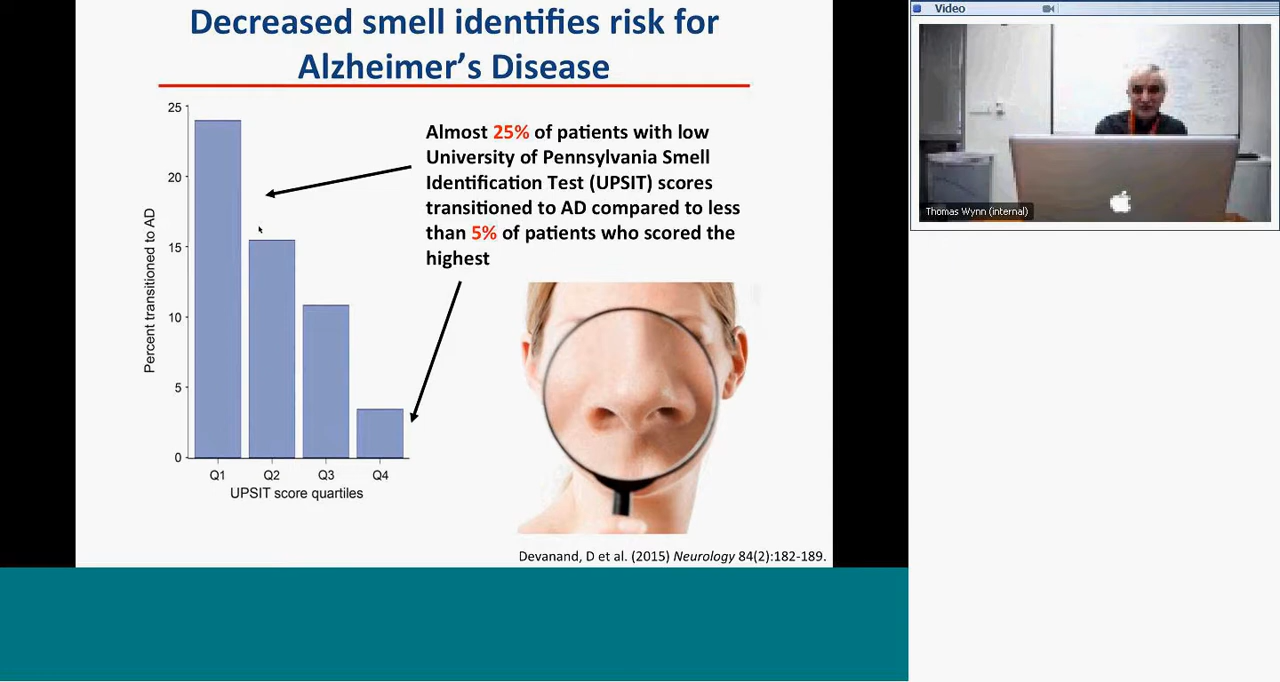 Decreased smell identifies risk for
Alzheimer's Disease
25
20
15
10
5
0
Percent transitioned to AD
Q1 Q2 Q3 Q4
UPSIT score quartiles
Almost 25% of patients with low
University of Pennsylvania Smell
Identification Test (UPSIT) scores
transitioned to AD compared to less
than 5% of patients who scored the
highest
Devanand, D et al. (2015) Neurology 84(2):182-189.
Video
Thomas Wynn (internal)